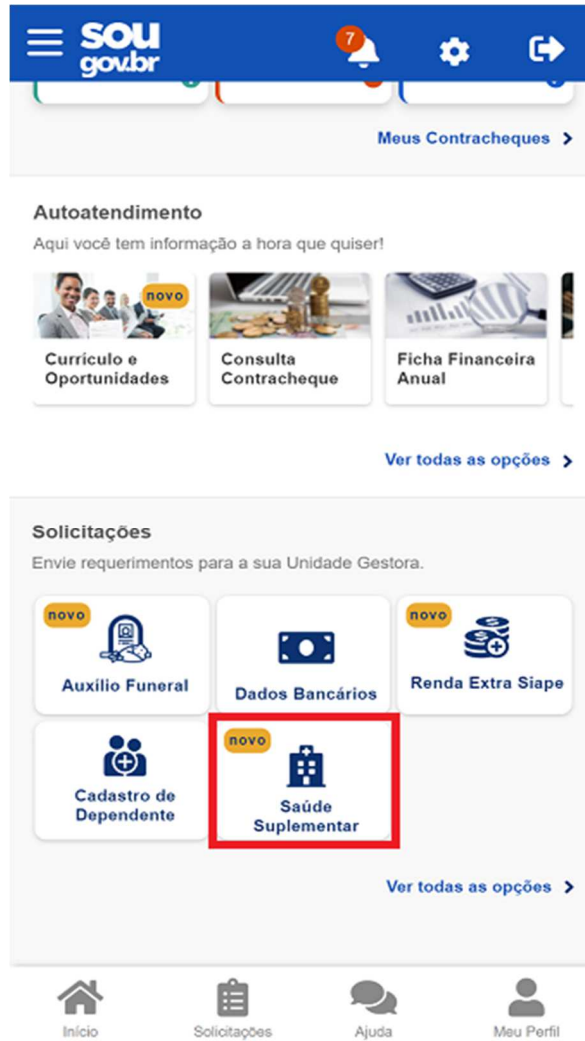 sou
gov.br
7
Meus Contracheques
Autoatendimento
Aqui você tem informação a hora que quiser!
novo
Currículo e
Oportunidades
Consulta
Contracheque
Ficha Financeira
Anual
Ver todas as opções
Solicitações
Envie requerimentos para a sua Unidade Gestora.
novo
Auxílio Funeral
Dados Bancários
novo
Renda Extra Siape
Cadastro de
Dependente
novo
Saúde
Suplementar
Ver todas as opções
Início
Solicitações
Ajuda
Meu Perfil